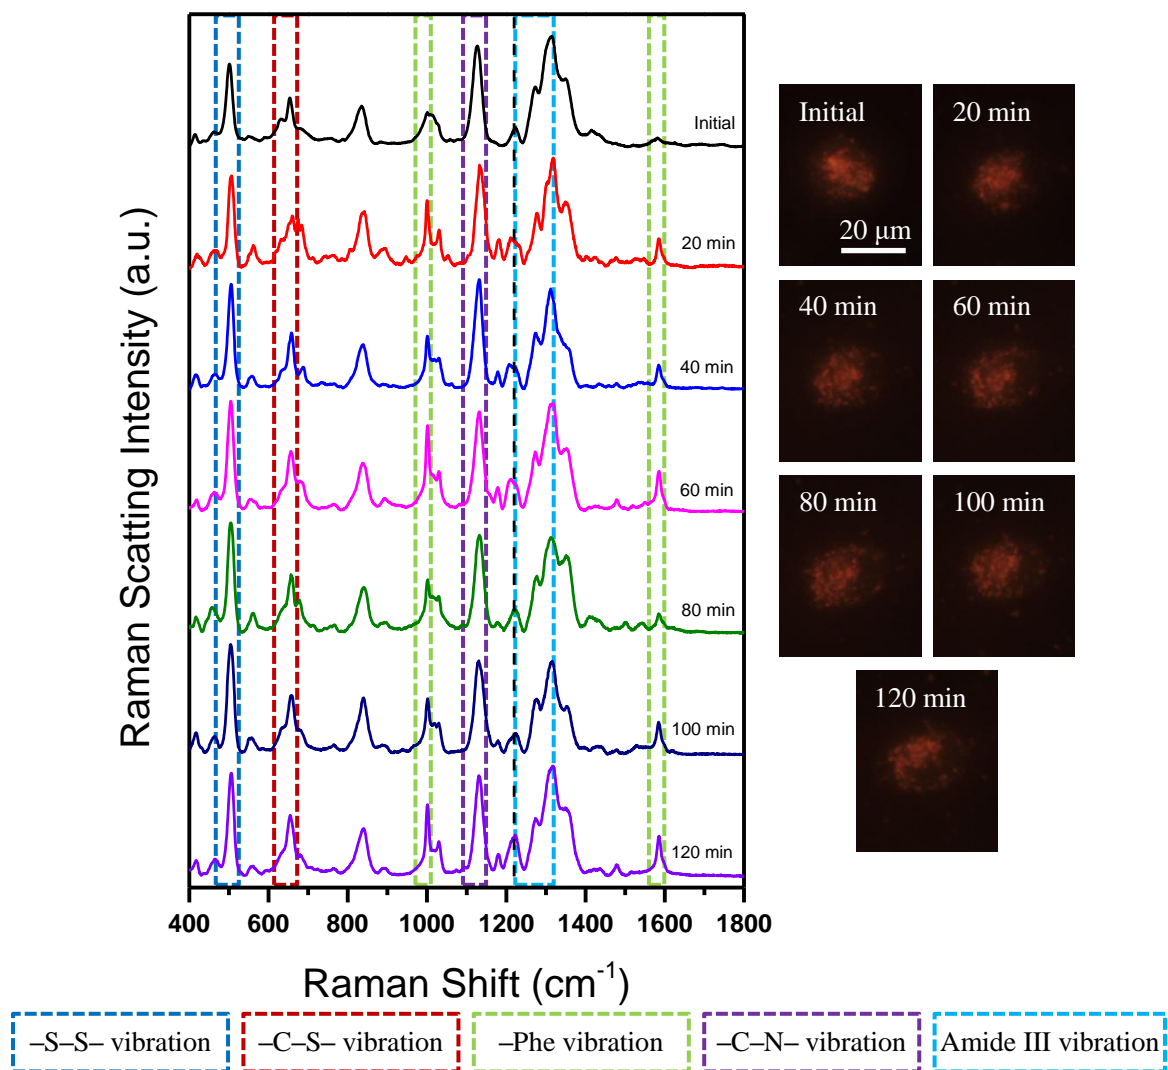 Raman Scatting Intensity (a.u.)
Initial
20 min
40 min
60 min
80 min
100 min
120 min
400 600 800 1000 1200 1400 1600 1800
Raman Shift (cm⁻¹)
Initial
20 µm
20 min
40 min
60 min
80 min
100 min
120 min
–S–S– vibration
–C–S– vibration
–Phe vibration
–C–N– vibration
Amide III vibration